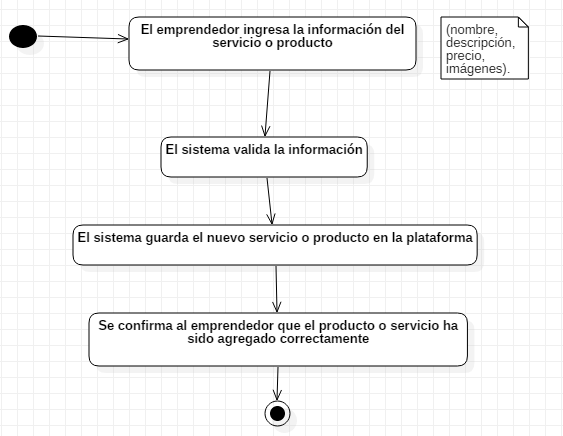 El emprendedor ingresa la información del
servicio o producto
(nombre,
descripción,
precio,
imágenes).
El sistema valida la información
El sistema guarda el nuevo servicio o producto en la plataforma
Se confirma al emprendedor que el producto o servicio ha
sido agregado correctamente